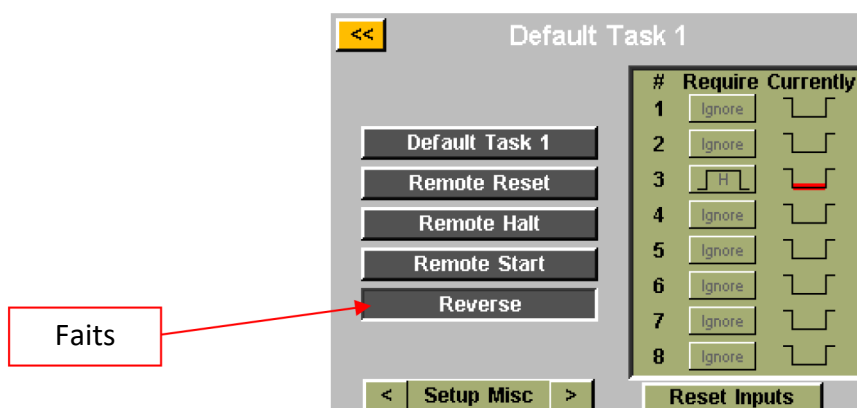 << Default Task 1
# Require Currently
1 Ignore
2 Ignore
3 H
4 Ignore
5 Ignore
6 Ignore
7 Ignore
8 Ignore
Default Task 1
Remote Reset
Remote Halt
Remote Start
Reverse
Faits
< Setup Misc >
Reset Inputs